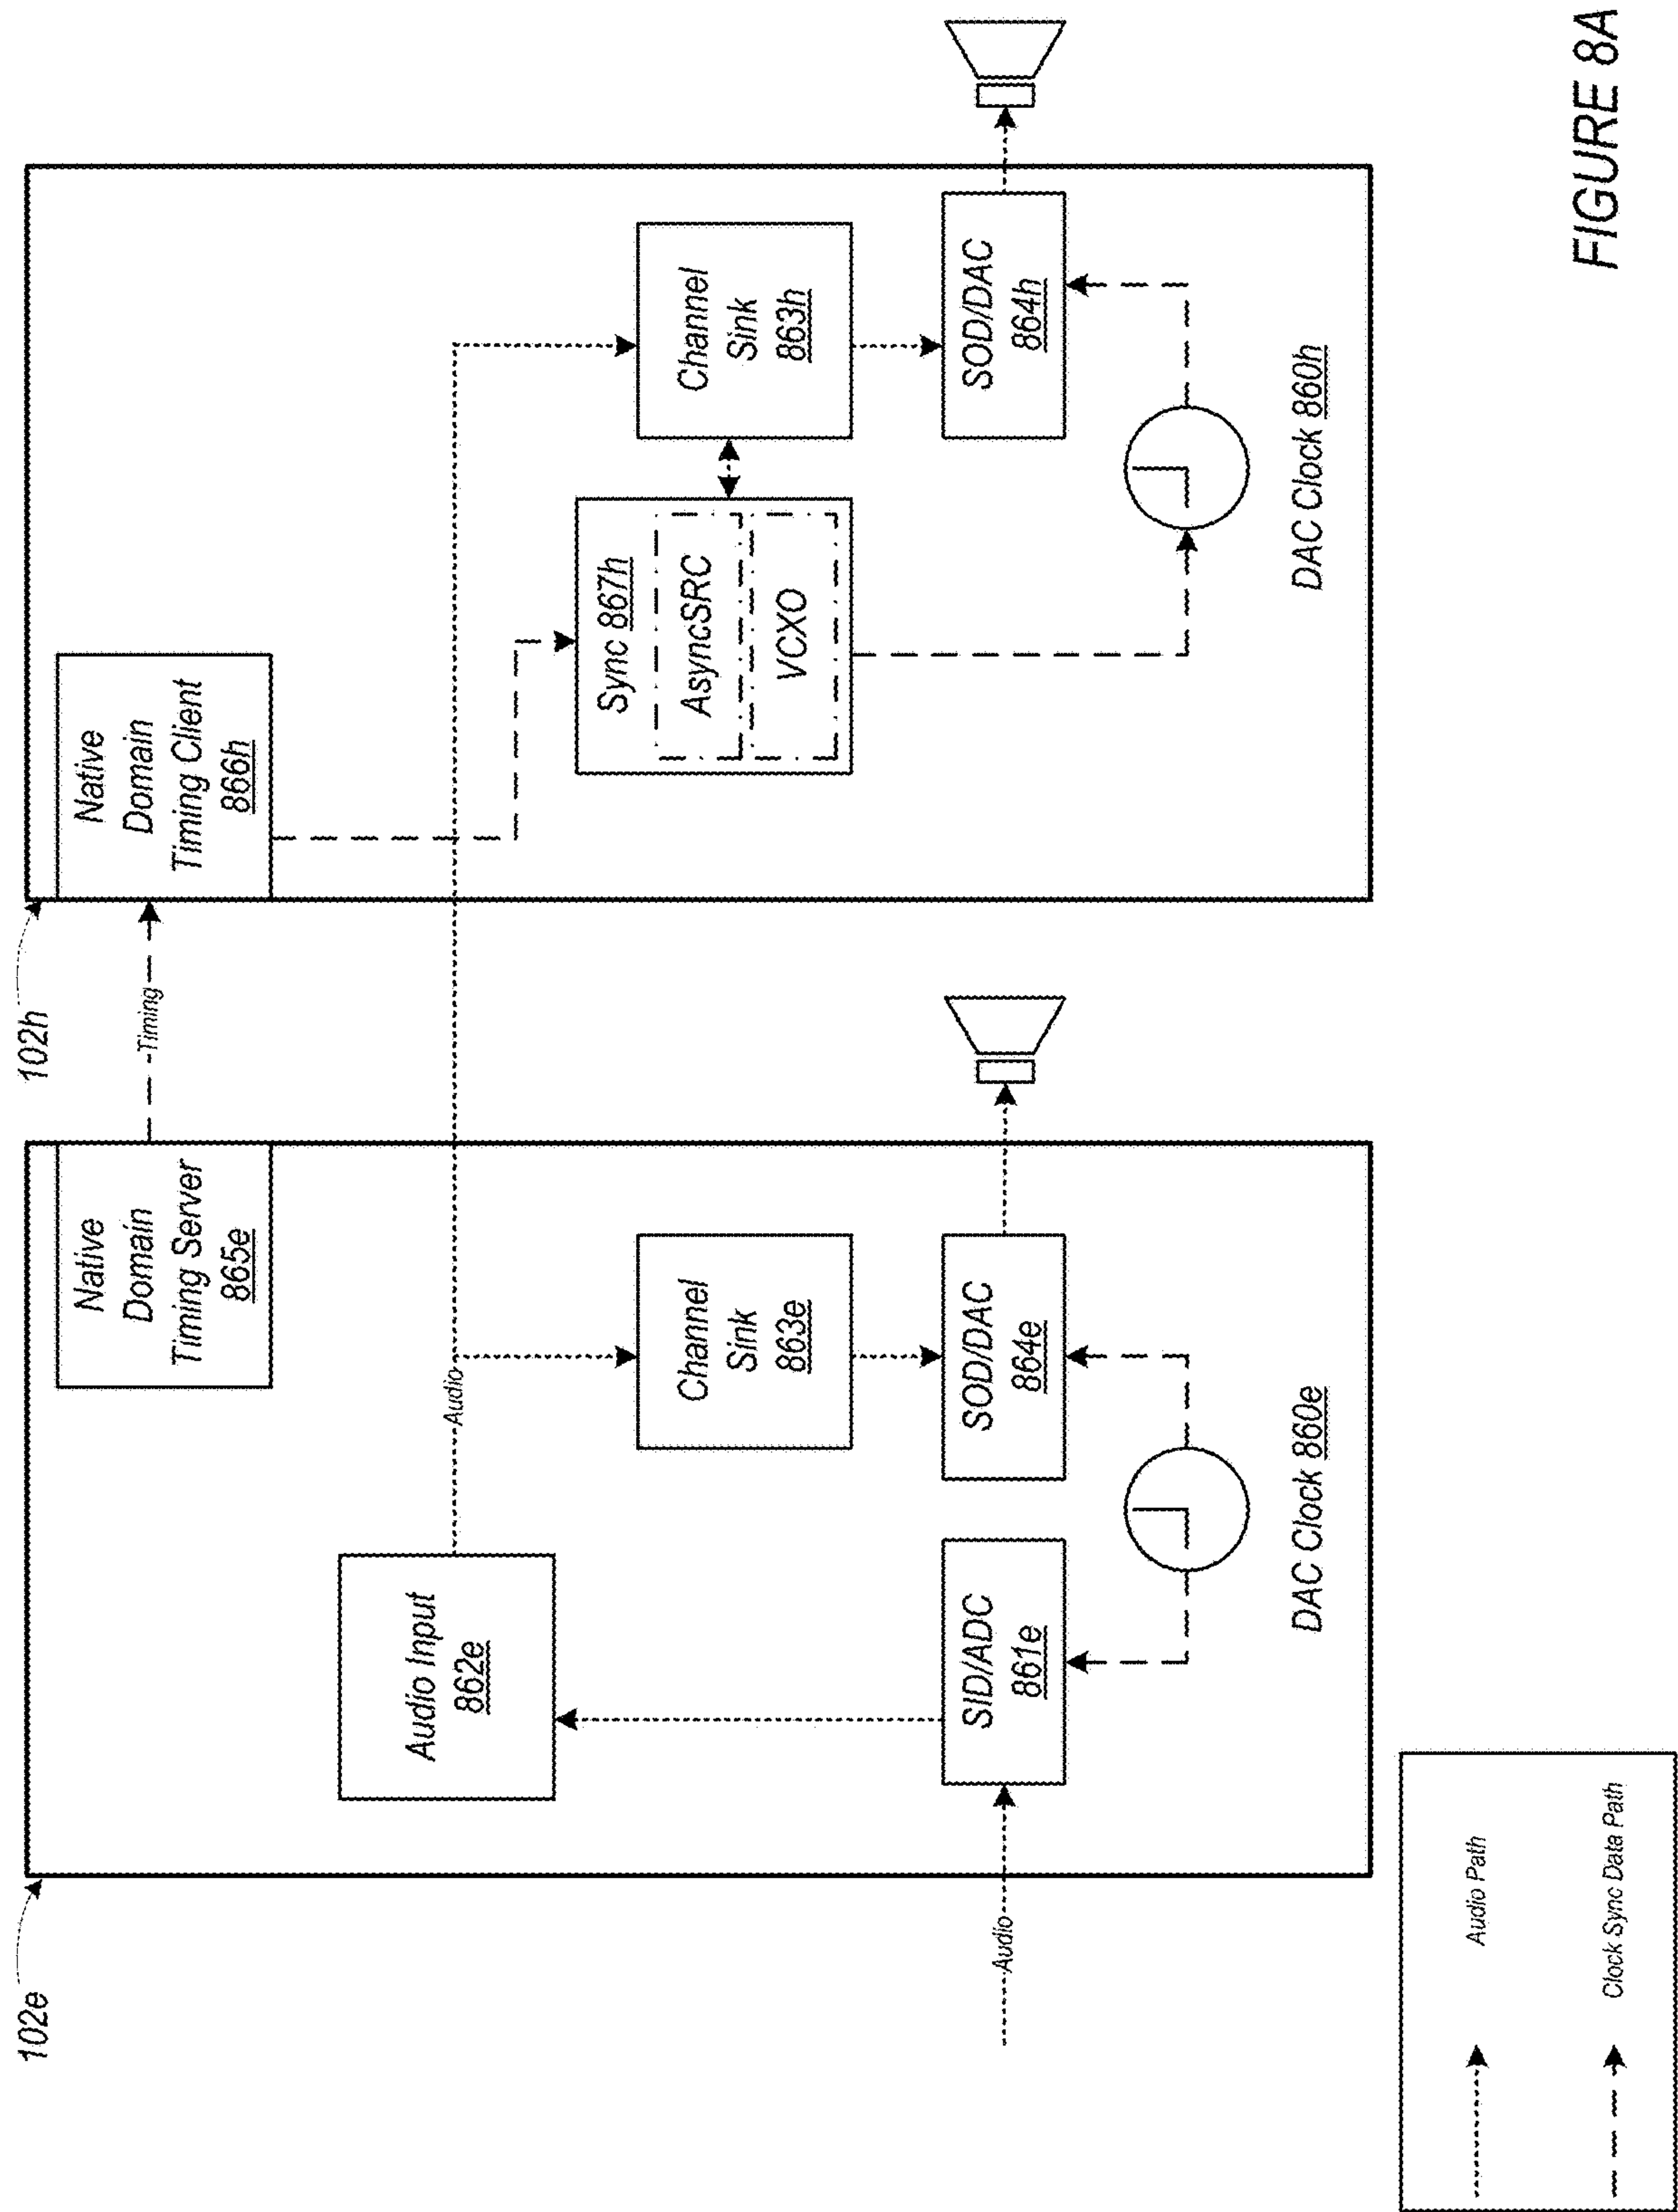 102e
102h
Native
Domain
Timing Server
865e
Timing
Native
Domain
Timing Client
866h
Audio Input
862e
Audio
Channel
Sink
863e
Sync 867h
AsyncSRC
VCXO
Channel
Sink
863h
Audio
SID/ADC
861e
SOD/DAC
864e
SOD/DAC
864h
DAC Clock 860e
DAC Clock 860h
Audio Path
Clock Sync Data Path
FIGURE 8A